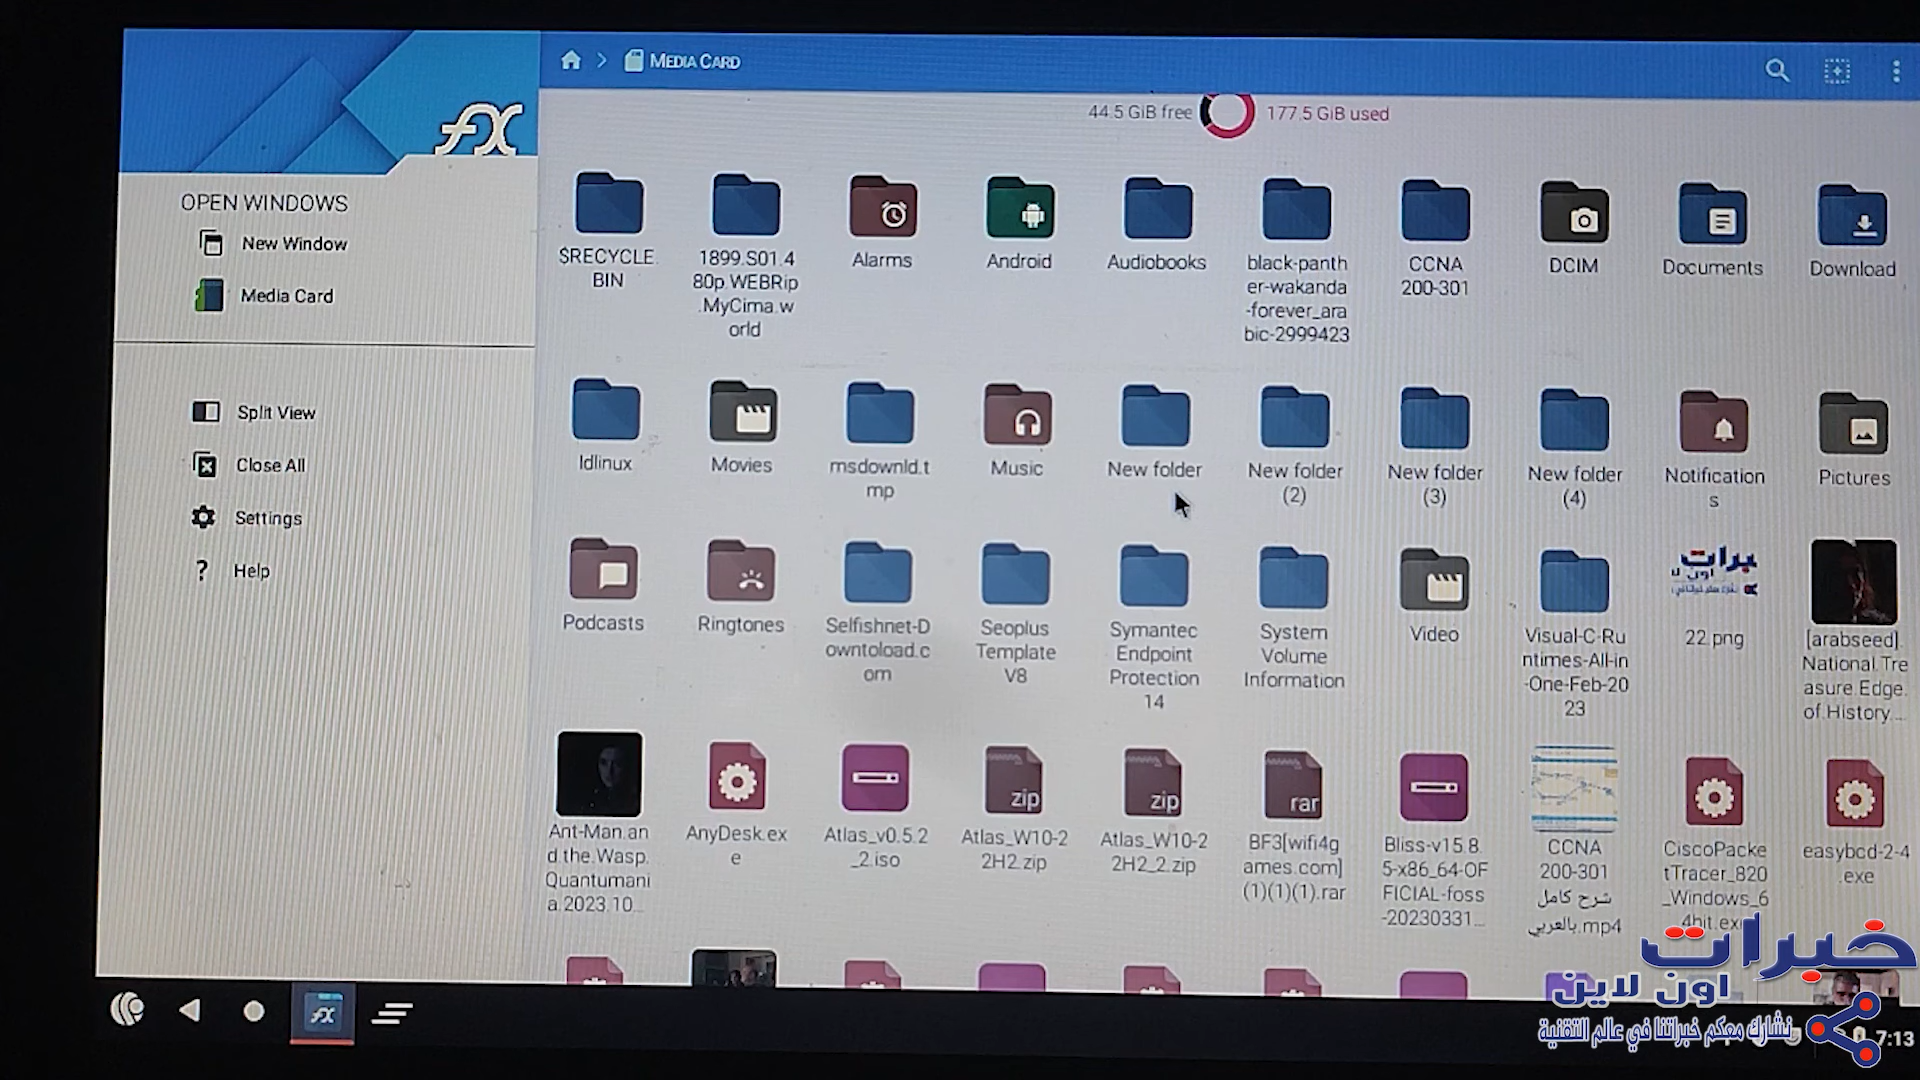 fX
MEDIA CARD
44.5 GiB free
177.5 GiB used
OPEN WINDOWS
New Window
Media Card
Split View
Close All
Settings
Help
$RECYCLE.
BIN
1899.S01.4
80p.WEBRip
.MyCima.w
orld
Alarms
Android
Audiobooks
black-panth
er-wakanda
-forever_ara
bic-2999423
CCNA
200-301
DCIM
Documents
Download
ldlinux
Movies
msdownld.t
mp
Music
New folder
New folder
(2)
New folder
(3)
New folder
(4)
Notification
s
Pictures
Podcasts
Ringtones
Selfishnet-D
owntoload.c
om
Seoplus
Template
V8
Symantec
Endpoint
Protection
14
System
Volume
Information
Video
Visual-C-Ru
ntimes-All-in
-One-Feb-20
23
22.png
[arabseed].
National.Tre
asure.Edge.
of.History....
Ant-Man.an
d.the.Wasp.
Quantumani
a.2023.10...
AnyDesk.ex
e
Atlas_v0.5.2
_2.iso
zip
Atlas_W10-2
2H2.zip
zip
Atlas_W10-2
2H2_2.zip
rar
BF3[wifi4g
ames.com]
(1)(1)(1).rar
Bliss-v15.8.
5-x86_64-OF
FICIAL-foss
-20230331...
CCNA
200-301
شرح كامل
بالعربي.mp4
CiscoPacke
tTracer_820
_Windows_6
4bit.exe
easybcd-2-4
.exe
خبرات
اون لاين
نشارك معكم خبراتنا في عالم التقنية
fX
7:13